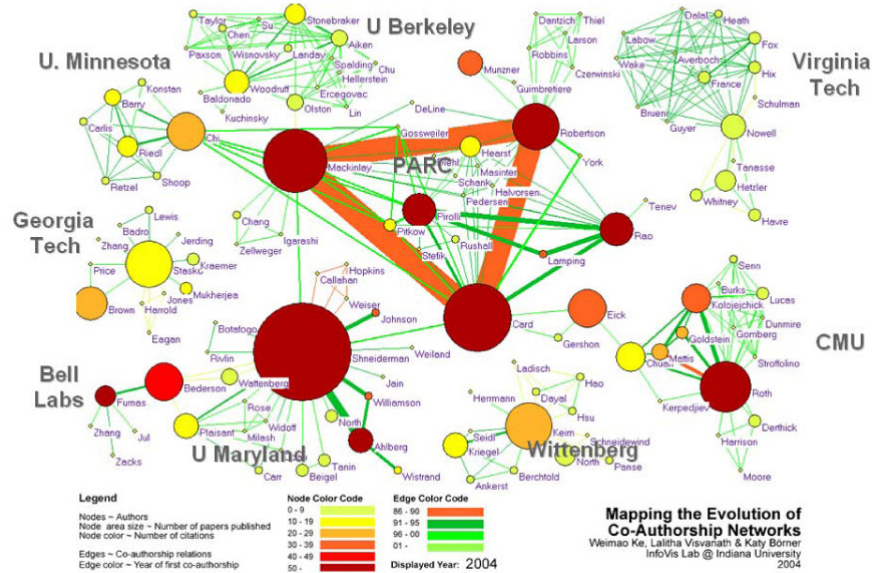 U Berkeley
U. Minnesota
Virginia
Tech
Taylor
Su
Stonebraker
Chen
Aiken
Paxson
Wisnovsky
Landay
Spalding
Chu
Hellerstein
Woodruff
Ercegovac
Baldonado
Olston
Lin
Kuchinsky
DeLine
Munzner
Dantzich
Thiel
Larson
Robbins
Czerwinski
Guimbretiere
Dalal
Heath
Labow
Fox
Wake
Averboch
Hix
France
Schulman
Bruen
Guyer
Nowell
Tanasse
Hetzler
Whitney
Havre
Konstan
Barry
Carlis
Chi
Riedl
Retzel
Shoop
Mackinlay
Gossweiler
Robertson
PARC
Hearst
York
Masinter
Schank
Halvorsen
Pedersen
Pirolli
Pitkow
Rushall
Stefik
Lamping
Rao
Tenev
Chang
Igarashi
Zellweger
Georgia
Tech
Lewis
Badro
Zhang
Jerding
Price
Stasko
Kraemer
Mukherjea
Jones
Harrold
Brown
Eagan
Hopkins
Callahan
Weiser
Johnson
Card
Eick
Gershon
Senn
Burks
Lucas
Kolojejchick
Dunmire
Gomberg
Goldstein
Mattis
Chuah
Stroffolino
CMU
Roth
Kerpedjiev
Derthick
Harrison
Moore
Botafogo
Rivlin
Shneiderman
Weiland
Jain
Bell
Labs
Bederson
Wattenberg
Williamson
Furnas
Zhang
Jul
Zacks
Rose
Plaisant
Widoff
Milash
North
Ahlberg
U Maryland
Carr
Beigel
Tanin
Wistrand
Ladisch
Hao
Herrmann
Dayal
Hsu
Keim
Seidl
Kriegel
Wittenberg
Schneidewind
North
Panse
Berchtold
Ankerst
Legend
Nodes ~ Authors
Node area size ~ Number of papers published
Node color ~ Number of citations
Edges ~ Co-authorship relations
Edge color ~ Year of first co-authorship
Node Color Code
0 - 9
10 - 19
20 - 29
30 - 39
40 - 49
50 -
Edge Color Code
86 - 90
91 - 95
96 - 00
01 -
Displayed Year: 2004
Mapping the Evolution of
Co-Authorship Networks
Weimao Ke, Lalitha Visvanath & Katy Börner
InfoVis Lab @ Indiana University
2004